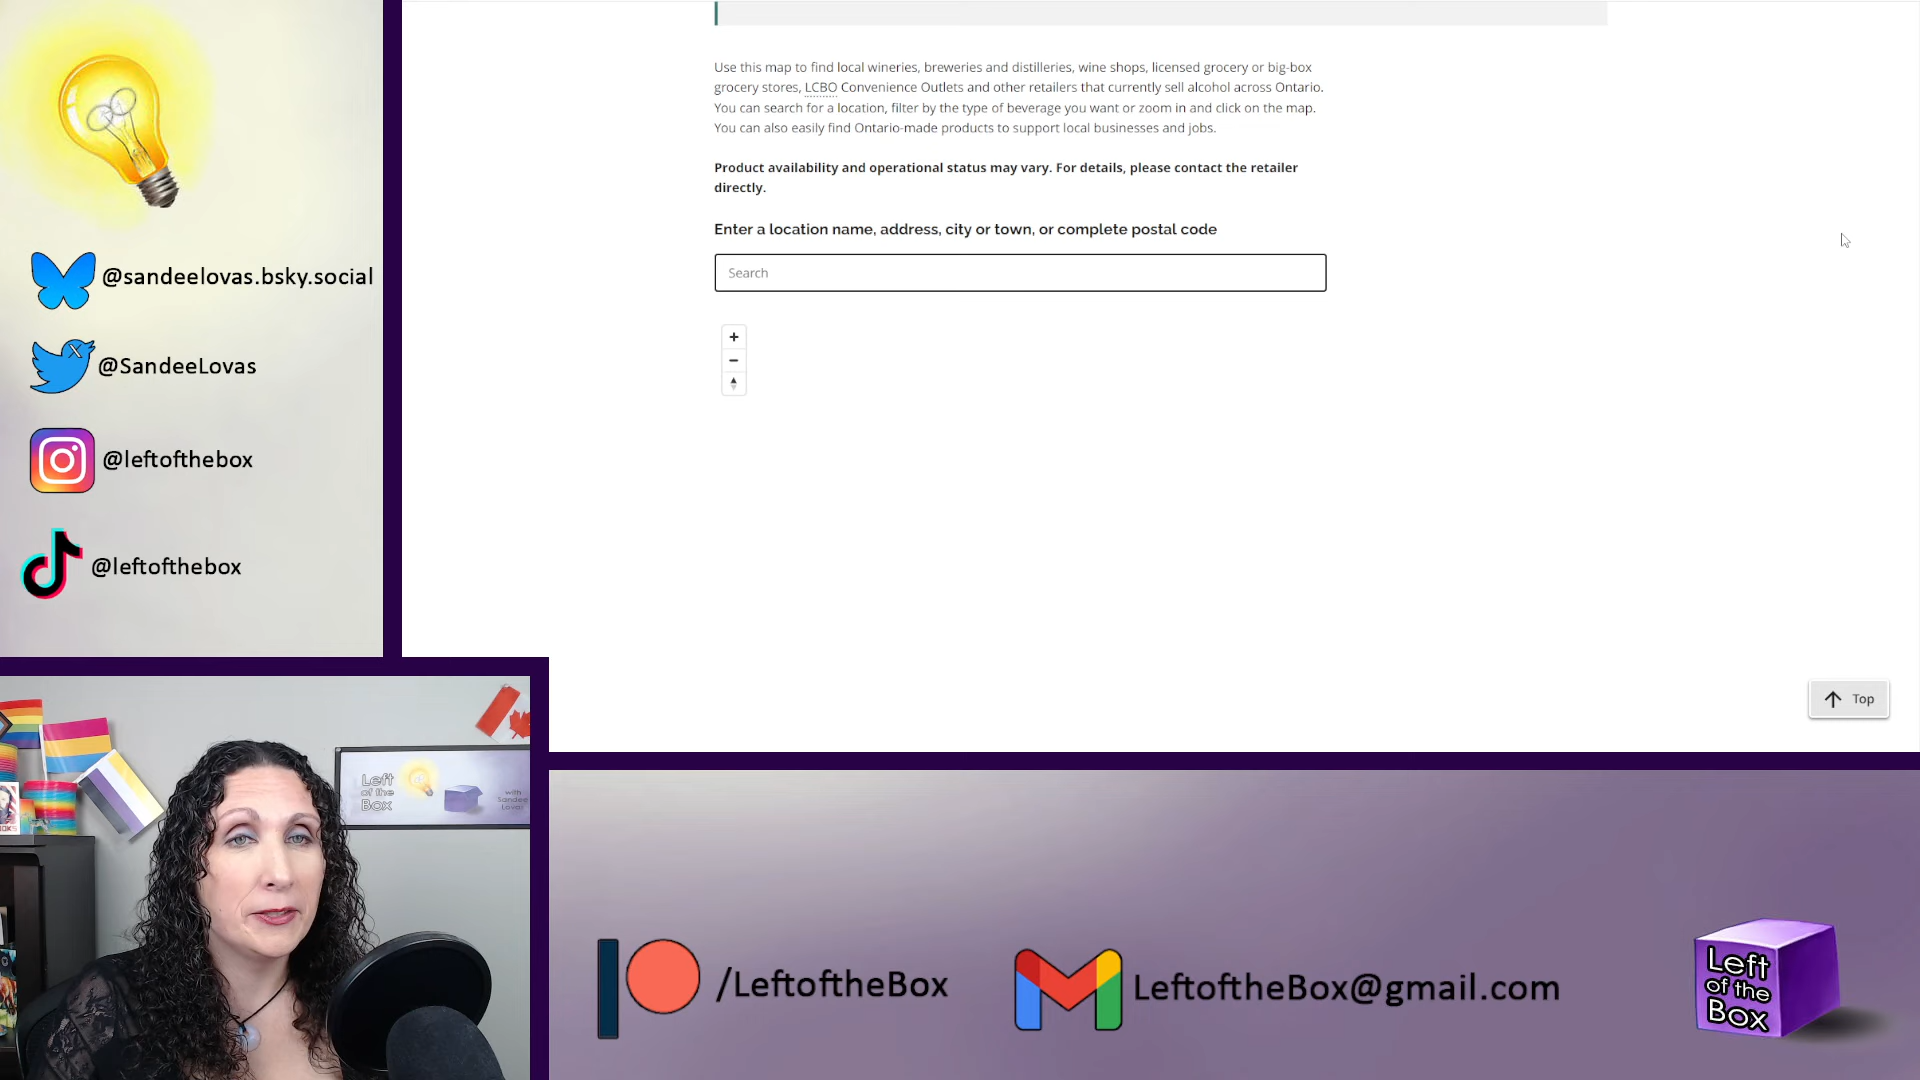 Use this map to find local wineries, breweries and distilleries, wine shops, licensed grocery or big-box
grocery stores, LCBO Convenience Outlets and other retailers that currently sell alcohol across Ontario.
You can search for a location, filter by the type of beverage you want or zoom in and click on the map.
You can also easily find Ontario-made products to support local businesses and jobs.
Product availability and operational status may vary. For details, please contact the retailer
directly.
Enter a location name, address, city or town, or complete postal code
Search
+
−
Top
@sandeelovas.bsky.social
X
@SandeeLovas
@leftofthebox
@leftofthebox
Left
of the
Box
with
Sandee
Lovas
/LeftoftheBox
LeftoftheBox@gmail.com
Left
of the
Box